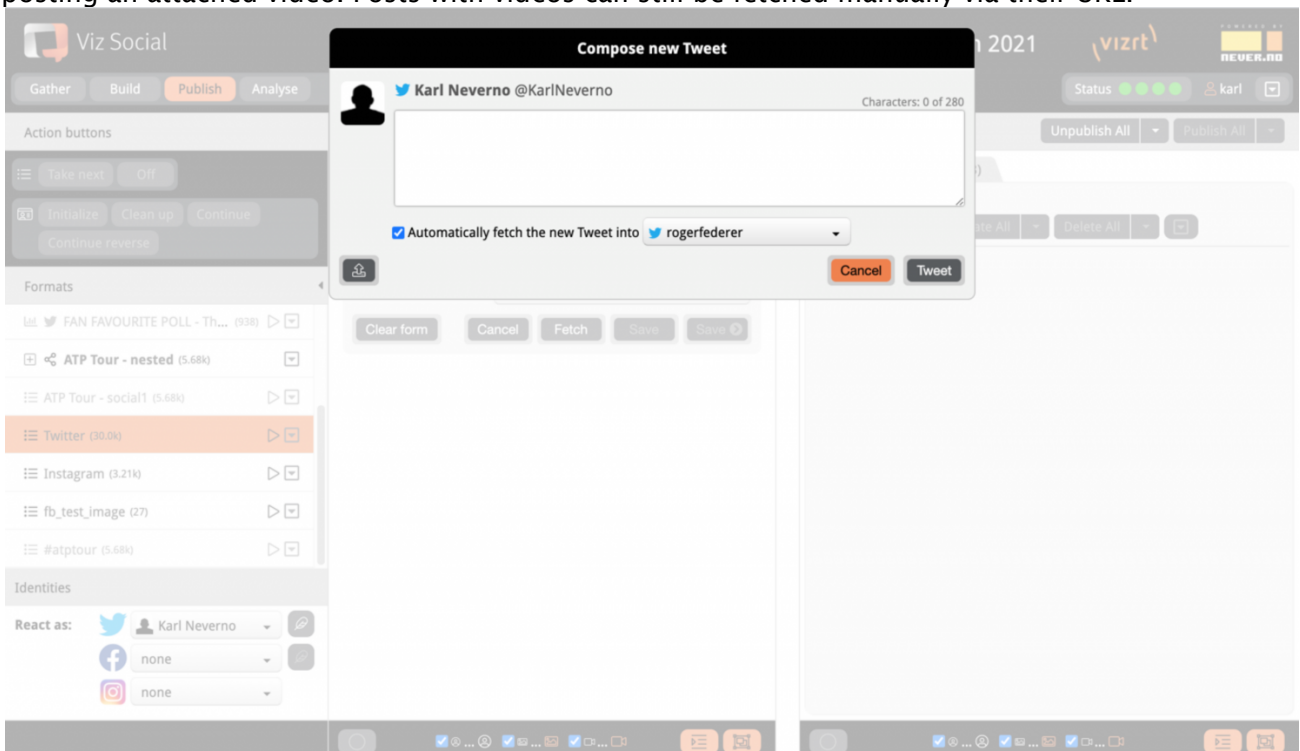 posting an attached video. Posts with videos can still be fetched manually via their URL.
Viz Social
Compose new Tweet
2021
vizrt
POWERED BY
NEVER.NO
Gather Build Publish Analyse
Karl Neverno @KarlNeverno
Characters: 0 of 280
Status
karl
Action buttons
Unpublish All
Publish All
Take next Off
Initialize Clean up Continue
Continue reverse
Automatically fetch the new Tweet into rogerfederer
ate All
Delete All
Cancel Tweet
Formats
FAN FAVOURITE POLL - Th... (938)
Clear form Cancel Fetch Save Save
ATP Tour - nested (5.68k)
ATP Tour - social1 (5.68k)
Twitter (30.0k)
Instagram (3.21k)
fb_test_image (27)
#atptour (5.68k)
Identities
React as: Karl Neverno
none
none